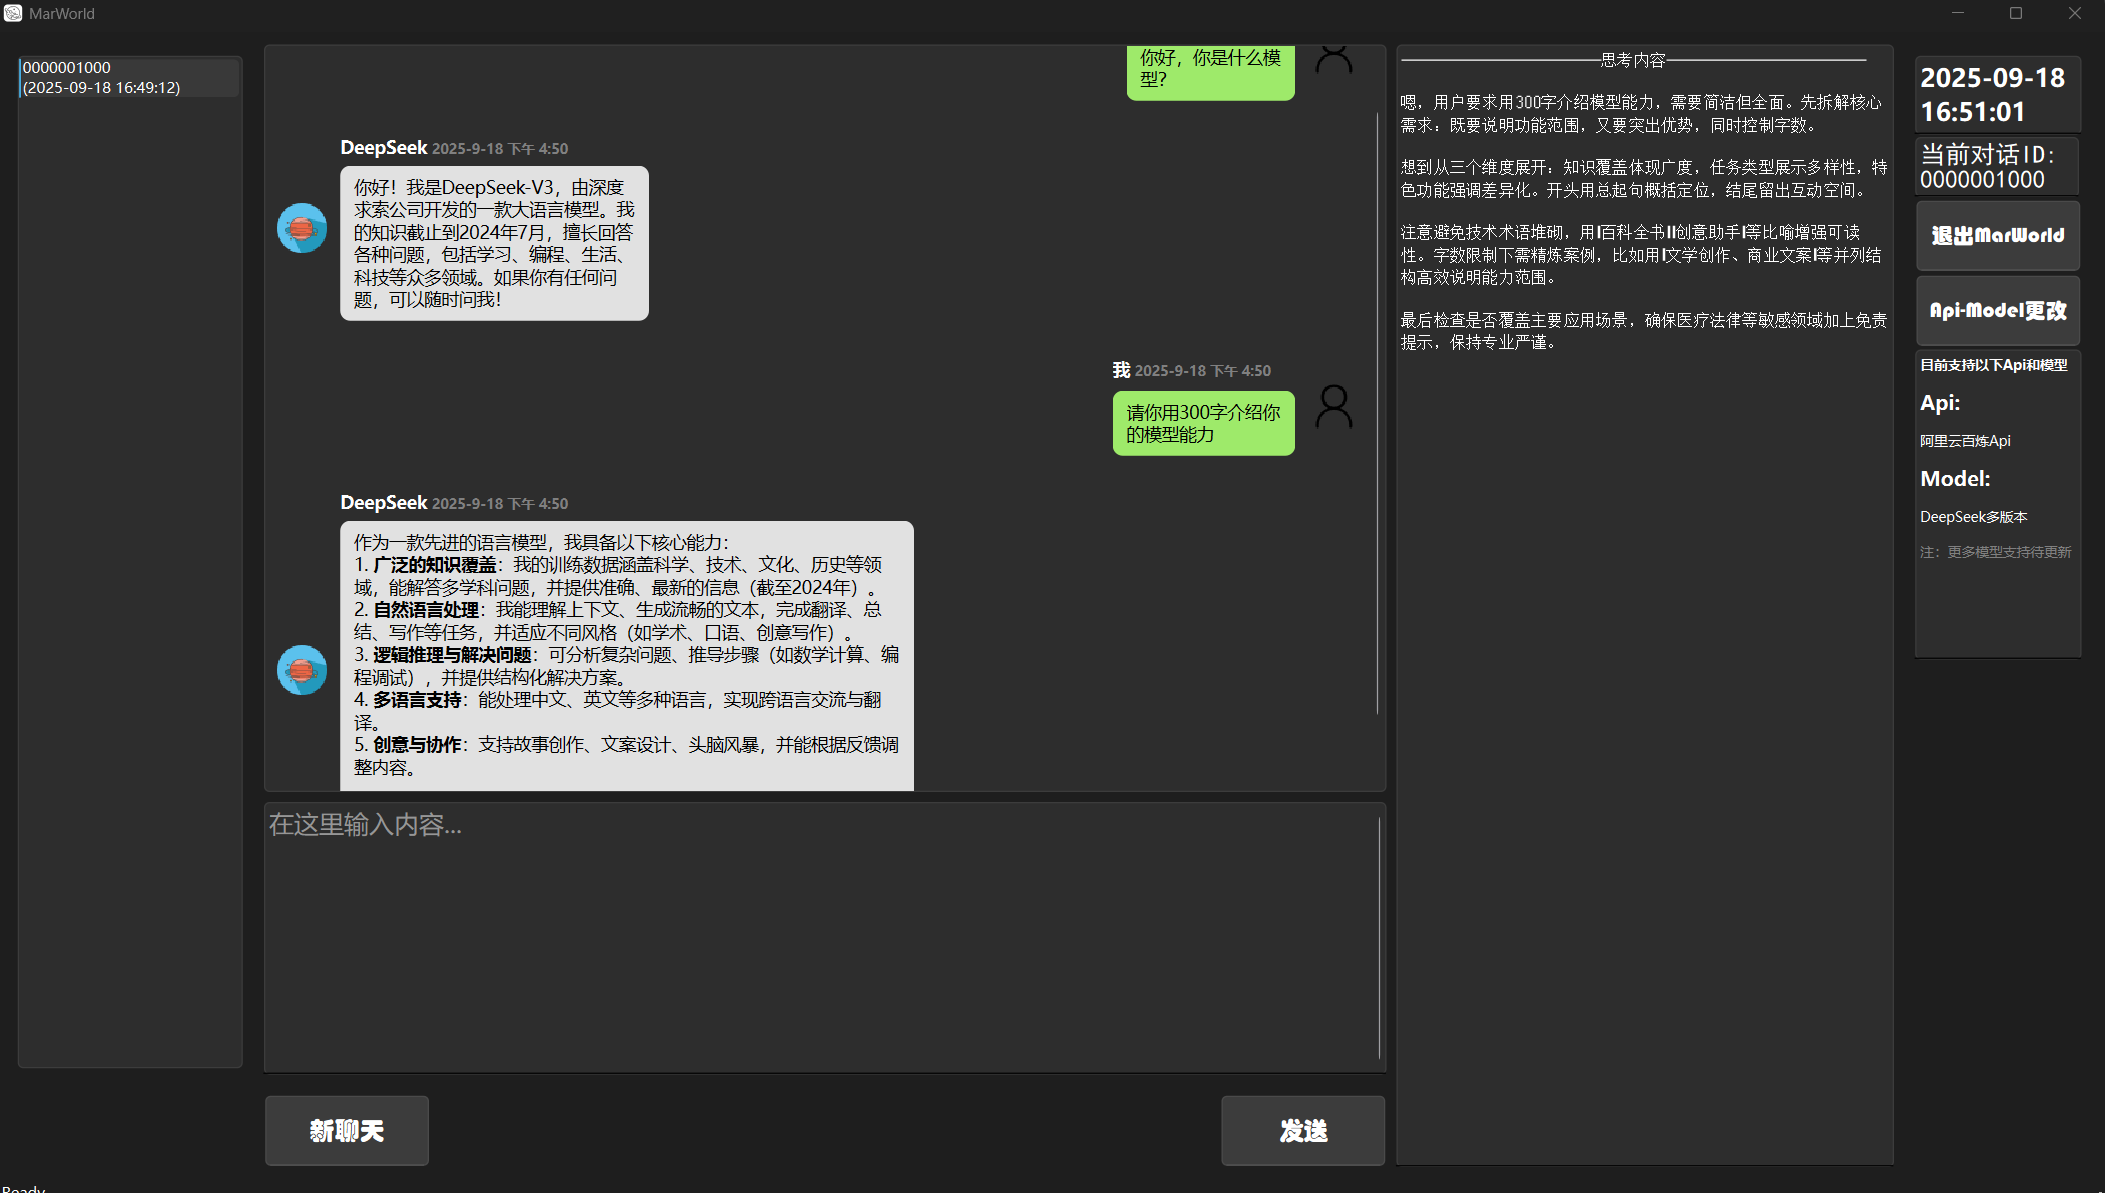 MarWorld
0000001000
(2025-09-18 16:49:12)
你好，你是什么模
型？
DeepSeek 2025-9-18 下午 4:50
你好！我是DeepSeek-V3，由深度
求索公司开发的一款大语言模型。我
的知识截止到2024年7月，擅长回答
各种问题，包括学习、编程、生活、
科技等众多领域。如果你有任何问
题，可以随时问我！
我 2025-9-18 下午 4:50
请你用300字介绍你
的模型能力
DeepSeek 2025-9-18 下午 4:50
作为一款先进的语言模型，我具备以下核心能力：
1. 广泛的知识覆盖：我的训练数据涵盖科学、技术、文化、历史等领
域，能解答多学科问题，并提供准确、最新的信息（截至2024年）。
2. 自然语言处理：我能理解上下文、生成流畅的文本，完成翻译、总
结、写作等任务，并适应不同风格（如学术、口语、创意写作）。
3. 逻辑推理与解决问题：可分析复杂问题、推导步骤（如数学计算、编
程调试），并提供结构化解决方案。
4. 多语言支持：能处理中文、英文等多种语言，实现跨语言交流与翻
译。
5. 创意与协作：支持故事创作、文案设计、头脑风暴，并能根据反馈调
整内容。
在这里输入内容...
新聊天
发送
思考内容
嗯，用户要求用300字介绍模型能力，需要简洁但全面。先拆解核心
需求：既要说明功能范围，又要突出优势，同时控制字数。
想到从三个维度展开：知识覆盖体现广度，任务类型展示多样性，特
色功能强调差异化。开头用总起句概括定位，结尾留出互动空间。
注意避免技术术语堆砌，用"百科全书""创意助手"等比喻增强可读
性。字数限制下需精炼案例，比如用"文学创作、商业文案"等并列结
构高效说明能力范围。
最后检查是否覆盖主要应用场景，确保医疗法律等敏感领域加上免责
提示，保持专业严谨。
2025-09-18
16:51:01
当前对话ID:
0000001000
退出MarWorld
Api-Model更改
目前支持以下Api和模型
Api:
阿里云百炼Api
Model:
DeepSeek多版本
注：更多模型支持待更新
Ready